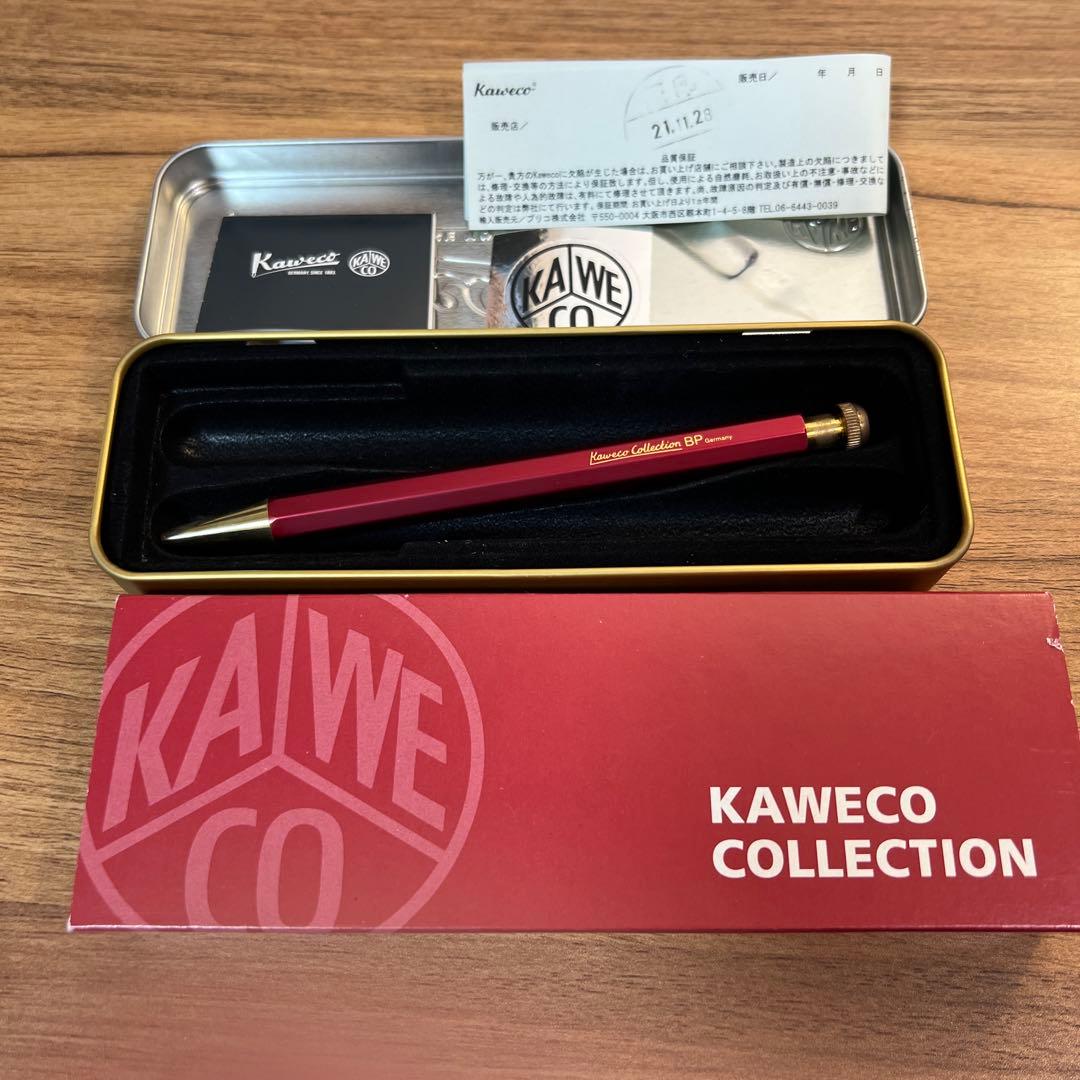 Kaweco®
販売日/ 年 月 日
販売店/
21.11.28
品質保証
万が一、貴方のKawecoに欠陥が生じた場合は、お買い上げ店舗にご相談下さい。製造上の欠陥につきまして
は、修理・交換等の方法により保証致します。但し、使用による自然磨耗、お取扱い上の不注意・事故などに
よる故障や人為的故障は、有料にて修理させて頂きます。尚、故障原因の判定及び有償・無償・修理・交換な
どの判定は弊社にて行います。保証期間 お買い上げ日より1ヵ年間
輸入販売元/プリコ株式会社 〒550-0004 大阪市西区靭本町1-4-5-8階 TEL.06-6443-0039
Kaweco
GERMANY SINCE 1883
KA WE
CO
KA WE
CO
Kaweco Collection BP Germany
KA WE
CO
KAWECO
COLLECTION